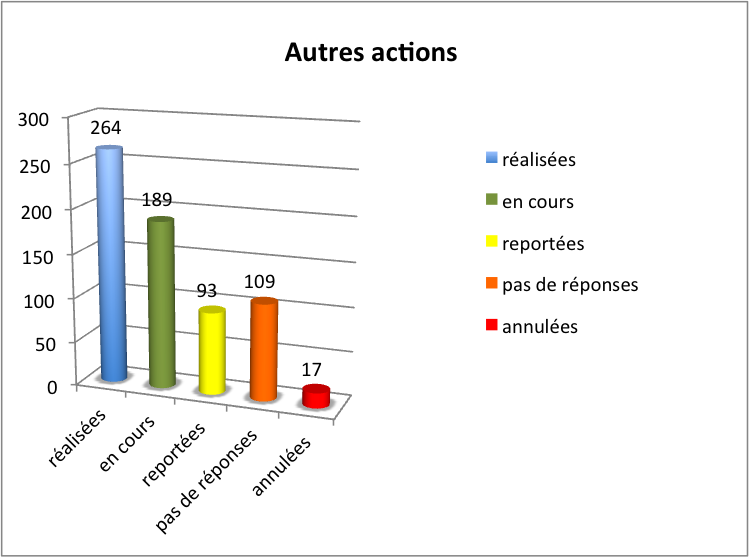 Autres actions
300
250
200
150
100
50
0
264
189
93
109
17
réalisées
en cours
reportées
pas de réponses
annulées
réalisées
en cours
reportées
pas de réponses
annulées